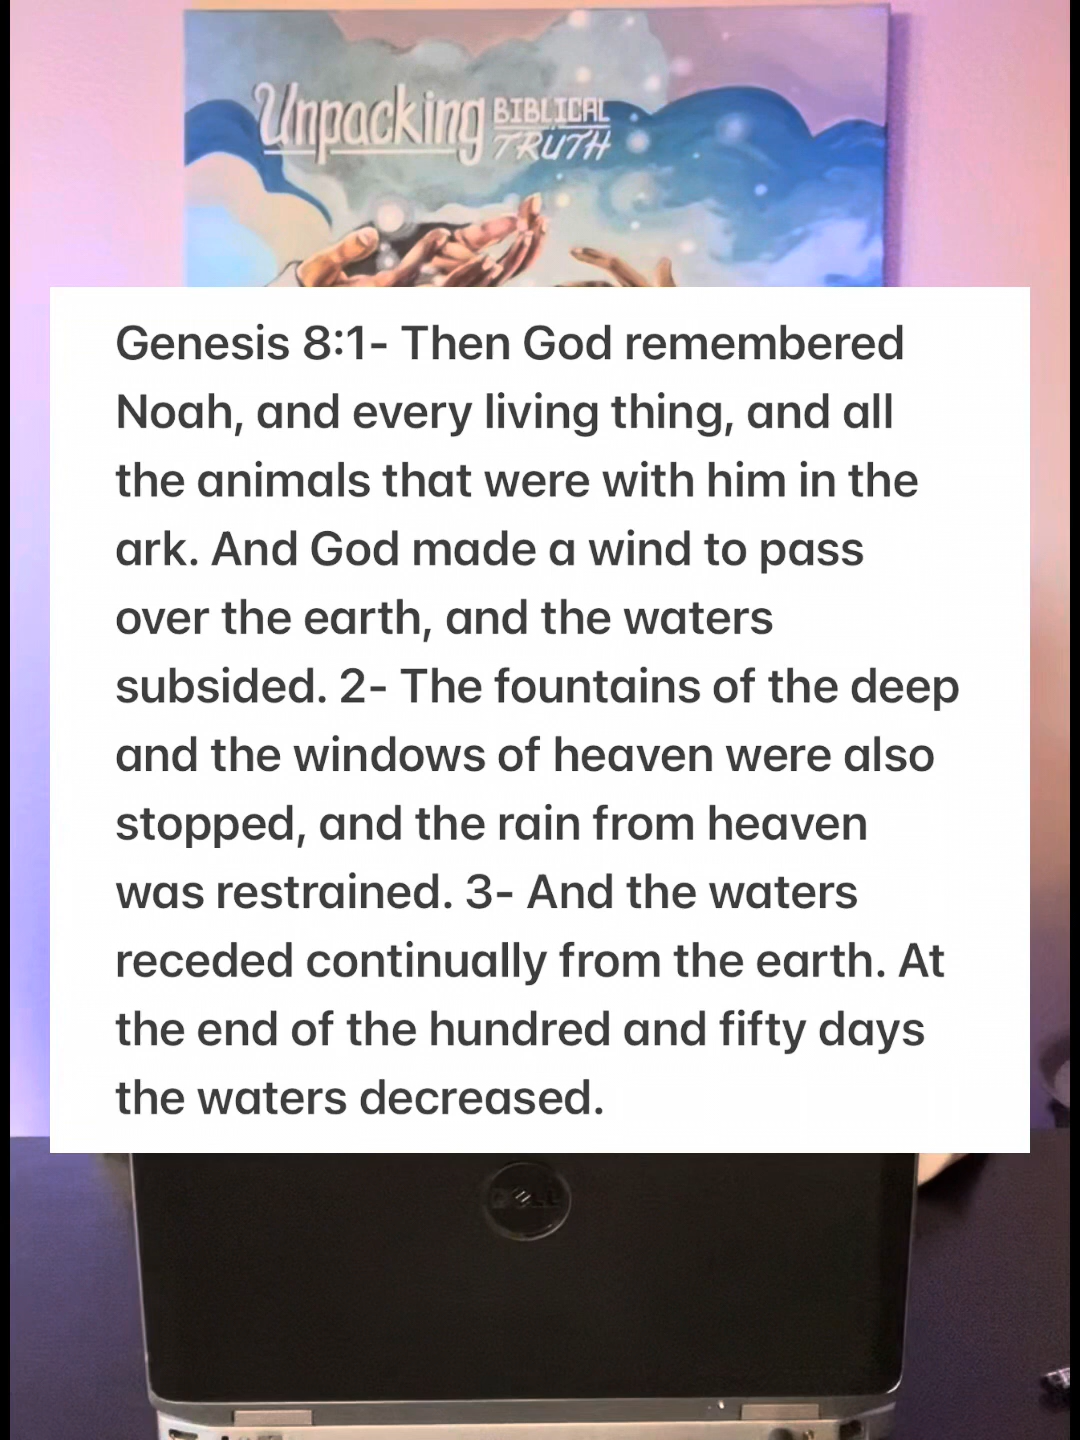 Unpacking BIBLICAL
TRUTH
Genesis 8:1- Then God remembered
Noah, and every living thing, and all
the animals that were with him in the
ark. And God made a wind to pass
over the earth, and the waters
subsided. 2- The fountains of the deep
and the windows of heaven were also
stopped, and the rain from heaven
was restrained. 3- And the waters
receded continually from the earth. At
the end of the hundred and fifty days
the waters decreased.
DELL